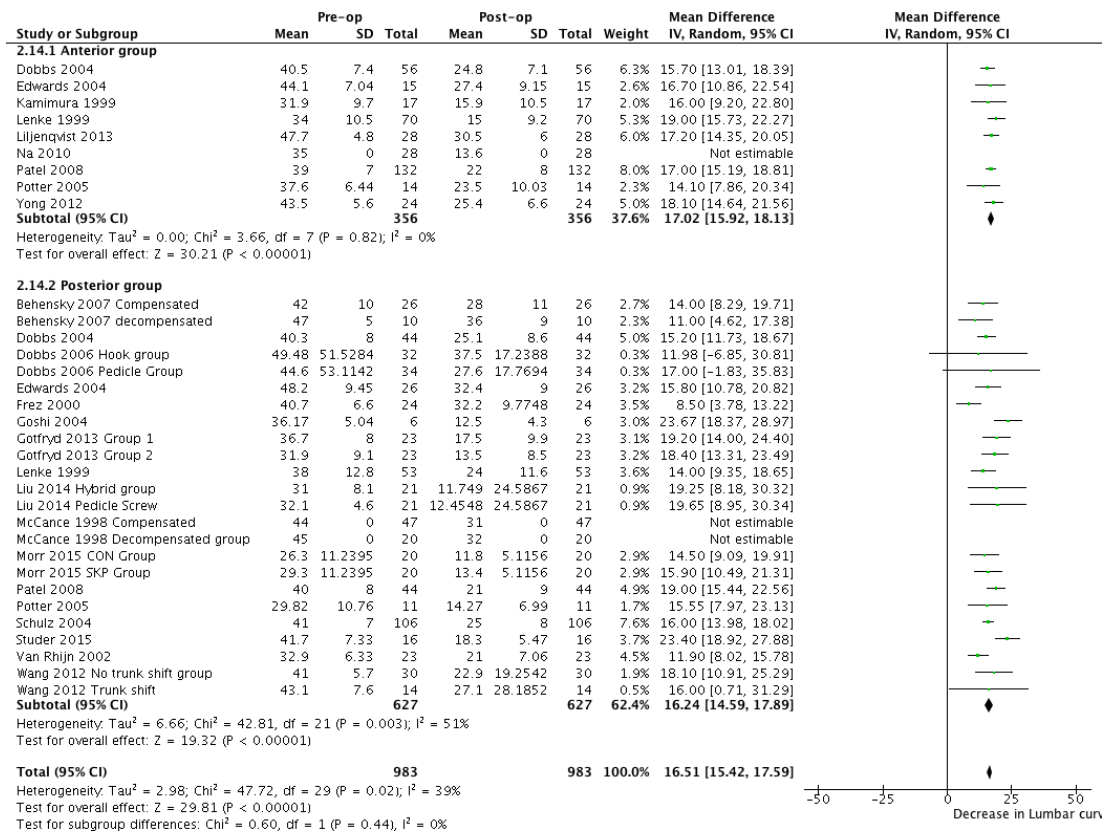 Pre-op Post-op Mean Difference Mean Difference
Study or Subgroup Mean SD Total Mean SD Total Weight IV, Random, 95% CI IV, Random, 95% CI
2.14.1 Anterior group
Dobbs 2004 40.5 7.4 56 24.8 7.1 56 6.3% 15.70 [13.01, 18.39]
Edwards 2004 44.1 7.04 15 27.4 9.15 15 2.6% 16.70 [10.86, 22.54]
Kamimura 1999 31.9 9.7 17 15.9 10.5 17 2.0% 16.00 [9.20, 22.80]
Lenke 1999 34 10.5 70 15 9.2 70 5.3% 19.00 [15.73, 22.27]
Liljenqvist 2013 47.7 4.8 28 30.5 6 28 6.0% 17.20 [14.35, 20.05]
Na 2010 35 0 28 13.6 0 28 Not estimable
Patel 2008 39 7 132 22 8 132 8.0% 17.00 [15.19, 18.81]
Potter 2005 37.6 6.44 14 23.5 10.03 14 2.3% 14.10 [7.86, 20.34]
Yong 2012 43.5 5.6 24 25.4 6.6 24 5.0% 18.10 [14.64, 21.56]
Subtotal (95% CI) 356 356 37.6% 17.02 [15.92, 18.13]
Heterogeneity: Tau² = 0.00; Chi² = 3.66, df = 7 (P = 0.82); I² = 0%
Test for overall effect: Z = 30.21 (P < 0.00001)
2.14.2 Posterior group
Behensky 2007 Compensated 42 10 26 28 11 26 2.7% 14.00 [8.29, 19.71]
Behensky 2007 decompensated 47 5 10 36 9 10 2.3% 11.00 [4.62, 17.38]
Dobbs 2004 40.3 8 44 25.1 8.6 44 5.0% 15.20 [11.73, 18.67]
Dobbs 2006 Hook group 49.48 51.5284 32 37.5 17.2388 32 0.3% 11.98 [-6.85, 30.81]
Dobbs 2006 Pedicle Group 44.6 53.1142 34 27.6 17.7694 34 0.3% 17.00 [-1.83, 35.83]
Edwards 2004 48.2 9.45 26 32.4 9 26 3.2% 15.80 [10.78, 20.82]
Frez 2000 40.7 6.6 24 32.2 9.7748 24 3.5% 8.50 [3.78, 13.22]
Goshi 2004 36.17 5.04 6 12.5 4.3 6 3.0% 23.67 [18.37, 28.97]
Gotfryd 2013 Group 1 36.7 8 23 17.5 9.9 23 3.1% 19.20 [14.00, 24.40]
Gotfryd 2013 Group 2 31.9 9.1 23 13.5 8.5 23 3.2% 18.40 [13.31, 23.49]
Lenke 1999 38 12.8 53 24 11.6 53 3.6% 14.00 [9.35, 18.65]
Liu 2014 Hybrid group 31 8.1 21 11.749 24.5867 21 0.9% 19.25 [8.18, 30.32]
Liu 2014 Pedicle Screw 32.1 4.6 21 12.4548 24.5867 21 0.9% 19.65 [8.95, 30.34]
McCance 1998 Compensated 44 0 47 31 0 47 Not estimable
McCance 1998 Decompensated group 45 0 20 32 0 20 Not estimable
Morr 2015 CON Group 26.3 11.2395 20 11.8 5.1156 20 2.9% 14.50 [9.09, 19.91]
Morr 2015 SKP Group 29.3 11.2395 20 13.4 5.1156 20 2.9% 15.90 [10.49, 21.31]
Patel 2008 40 8 44 21 9 44 4.9% 19.00 [15.44, 22.56]
Potter 2005 29.82 10.76 11 14.27 6.99 11 1.7% 15.55 [7.97, 23.13]
Schulz 2004 41 7 106 25 8 106 7.5% 16.00 [13.98, 18.02]
Studer 2015 41.7 7.33 16 18.3 5.47 16 3.7% 23.40 [18.92, 27.88]
Van Rhijn 2002 32.9 6.33 23 21 7.06 23 4.5% 11.90 [8.02, 15.78]
Wang 2012 No trunk shift group 41 5.7 30 22.9 19.2542 30 1.9% 18.10 [10.91, 25.29]
Wang 2012 Trunk shift 43.1 7.6 14 27.1 28.1852 14 0.5% 16.00 [0.71, 31.29]
Subtotal (95% CI) 627 627 62.4% 16.24 [14.59, 17.89]
Heterogeneity: Tau² = 6.66; Chi² = 42.81, df = 21 (P = 0.003); I² = 51%
Test for overall effect: Z = 19.32 (P < 0.00001)
Total (95% CI) 983 983 100.0% 16.51 [15.42, 17.59]
Heterogeneity: Tau² = 2.98; Chi² = 47.72, df = 29 (P = 0.02); I² = 39%
Test for overall effect: Z = 29.81 (P < 0.00001)
Test for subgroup differences: Chi² = 0.60, df = 1 (P = 0.44), I² = 0%
-50 -25 0 25 50
Decrease in Lumbar curv